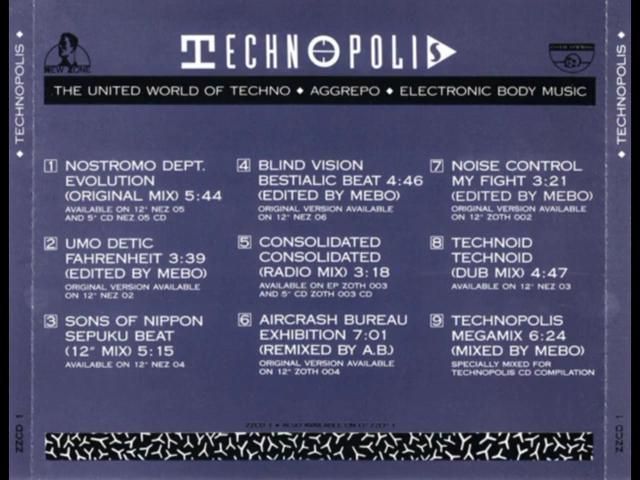 TECHNOPOLIS
NEW ZONE
THE UNITED WORLD OF TECHNO ◆ AGGREPO ◆ ELECTRONIC BODY MUSIC
◆ TECHNOPOLIS ◆
1 NOSTROMO DEPT.
EVOLUTION
(ORIGINAL MIX) 5:44
AVAILABLE ON 12" NEZ 05
AND 5" CD NEZ 05 CD
2 UMO DETIC
FAHRENHEIT 3:39
(EDITED BY MEBO)
ORIGINAL VERSION AVAILABLE
ON 12" NEZ 02
3 SONS OF NIPPON
SEPUKU BEAT
(12" MIX) 5:15
AVAILABLE ON 12" NEZ 04
4 BLIND VISION
BESTIALIC BEAT 4:46
(EDITED BY MEBO)
ORIGINAL VERSION AVAILABLE
ON 12" NEZ 06
5 CONSOLIDATED
CONSOLIDATED
(RADIO MIX) 3:18
AVAILABLE ON EP ZOTH 003
AND 5" CD ZOTH 003 CD
6 AIRCRASH BUREAU
EXHIBITION 7:01
(REMIXED BY A.B.)
ORIGINAL VERSION AVAILABLE
ON 12" ZOTH 004
7 NOISE CONTROL
MY FIGHT 3:21
(EDITED BY MEBO)
ORIGINAL VERSION AVAILABLE
ON 12" ZOTH 002
8 TECHNOID
TECHNOID
(DUB MIX) 4:47
AVAILABLE ON 12" NEZ 03
9 TECHNOPOLIS
MEGAMIX 6:24
(MIXED BY MEBO)
SPECIALLY MIXED FOR
TECHNOPOLIS CD COMPILATION
◆ TECHNOPOLIS ◆
ZZCD 1
ZZCD 1 ◆ ALSO AVAILABLE ON 12" ZZEP 1
ZZCD 1